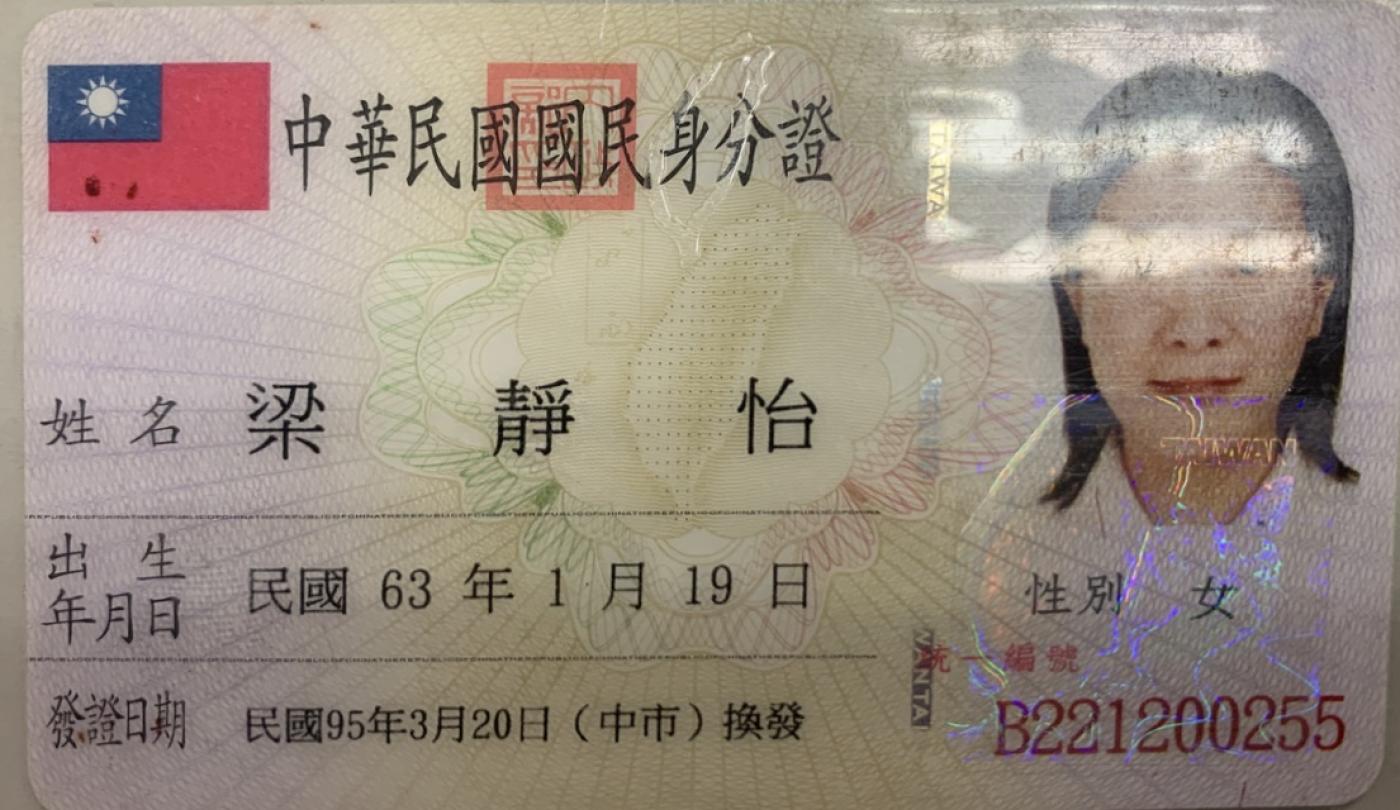 中華民國國民身分證
姓名 梁靜怡
出生年月日 民國 63 年 1 月 19 日
性別 女
統一編號
B221200255
發證日期 民國95年3月20日（中市）換發
TAIWAN